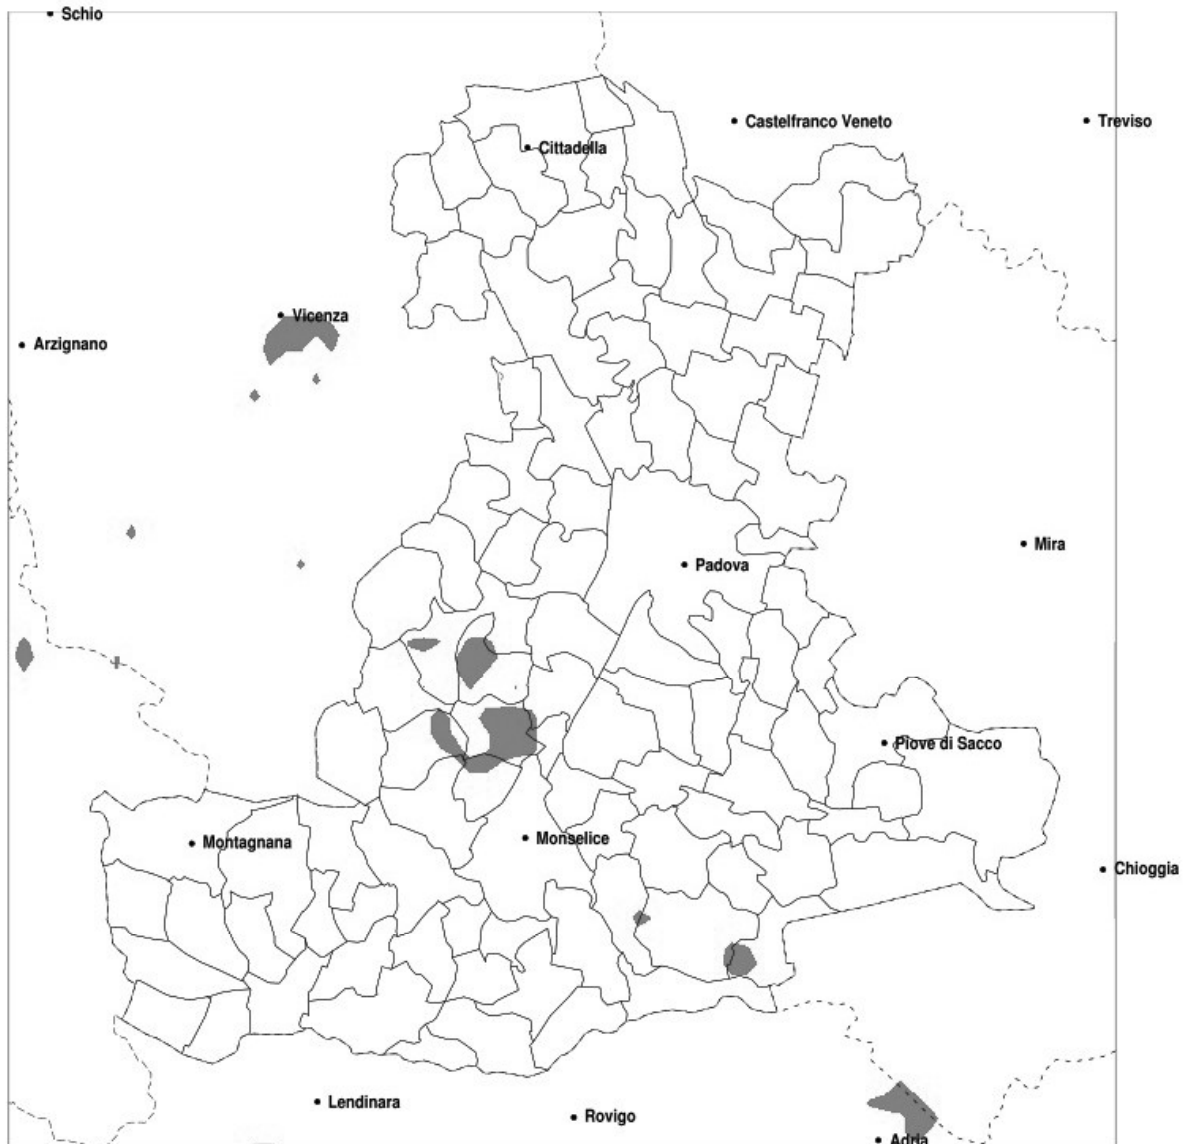 Schio
Castelfranco Veneto
Treviso
Cittadella
Vicenza
Arzignano
Mira
Padova
Piove di Sacco
Monselice
Montagnana
Chioggia
Lendinara
Rovigo
Adria